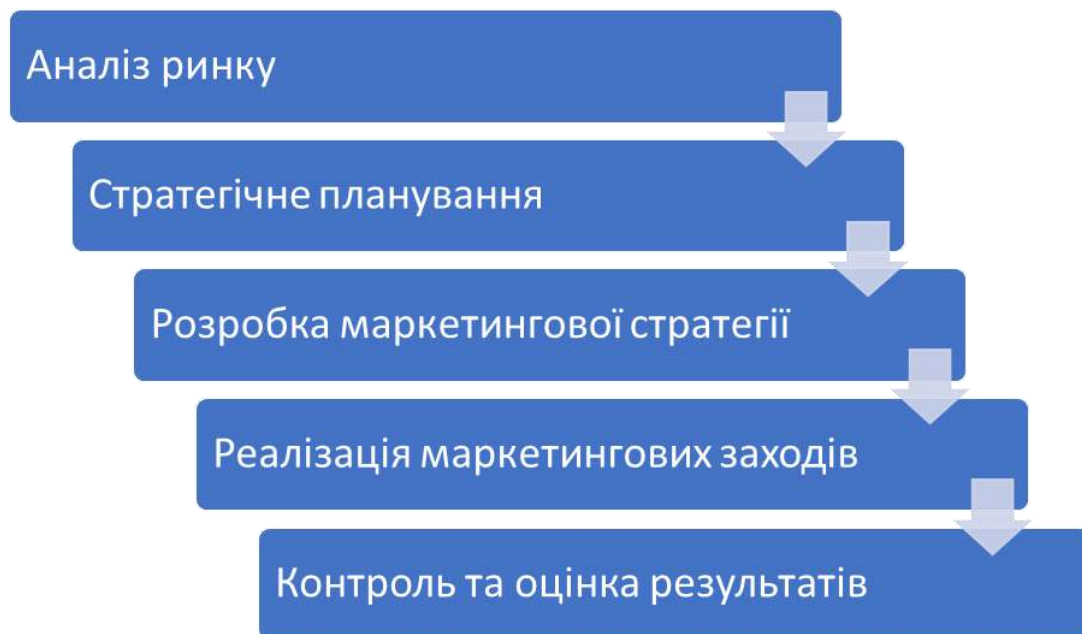 Аналіз ринку
Стратегічне планування
Розробка маркетингової стратегії
Реалізація маркетингових заходів
Контроль та оцінка результатів